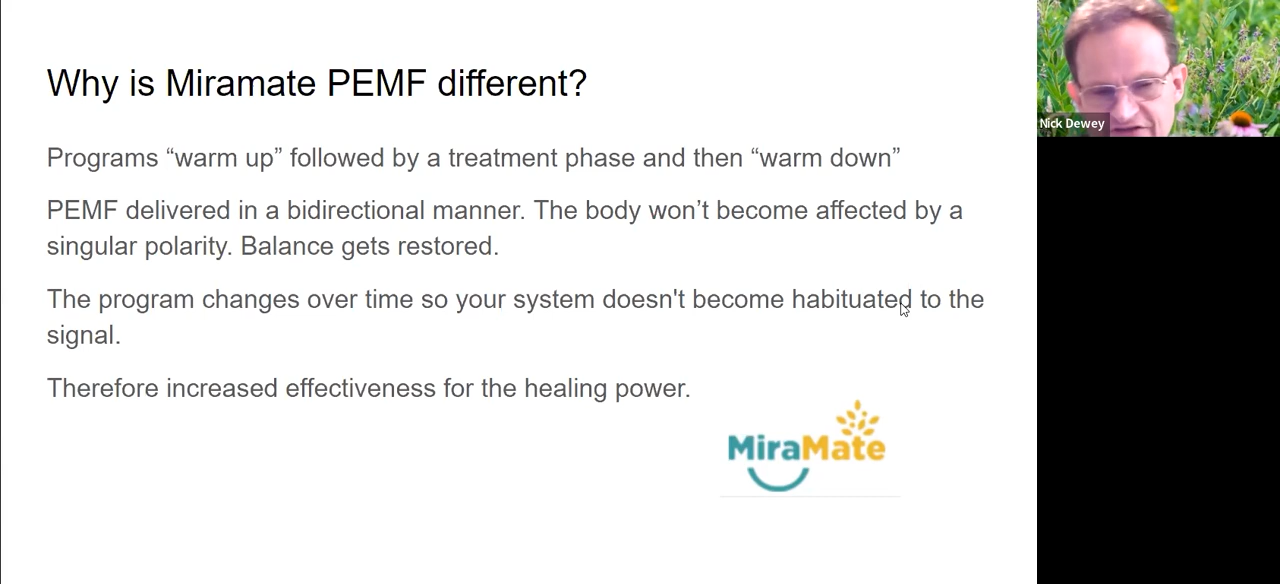 Why is Miramate PEMF different?
Programs “warm up” followed by a treatment phase and then “warm down”
PEMF delivered in a bidirectional manner. The body won’t become affected by a
singular polarity. Balance gets restored.
The program changes over time so your system doesn't become habituated to the
signal.
Therefore increased effectiveness for the healing power.
MiraMate
Nick Dewey